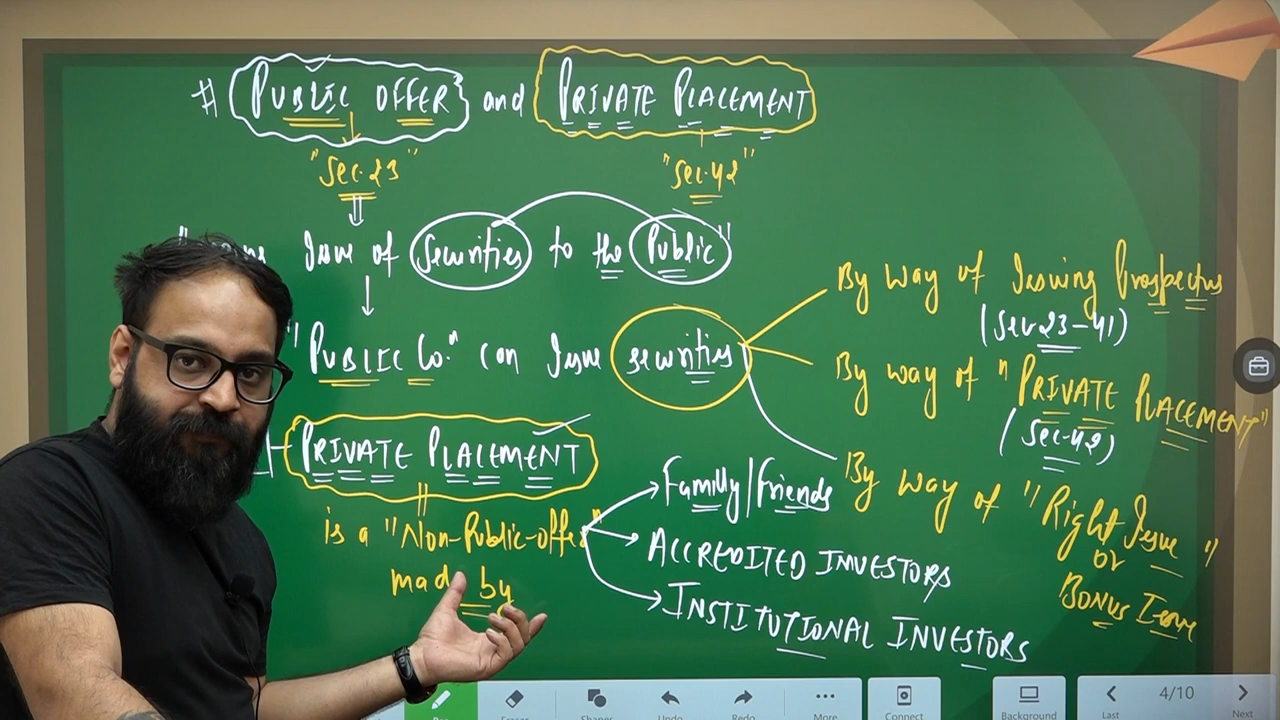 # PUBLIC OFFER and PRIVATE PLACEMENT
"Sec.23"
"Sec.42"
Issue of Securities to the Public"
"PUBLIC Co." Can Issue securities
By way of Issuing Prospectus
(Sec 23-41)
By way of "PRIVATE PLACEMENT"
(Sec-42)
By way of "Right Issue"
or
BONUS Issue
PRIVATE PLACEMENT
is a "Non-Public-offer"
made by
Family/friends
ACCREDITED INVESTORS
INSTITUTIONAL INVESTORS
Eraser
Shapes
Undo
Redo
More
Connect
Background
Last
4/10
Next